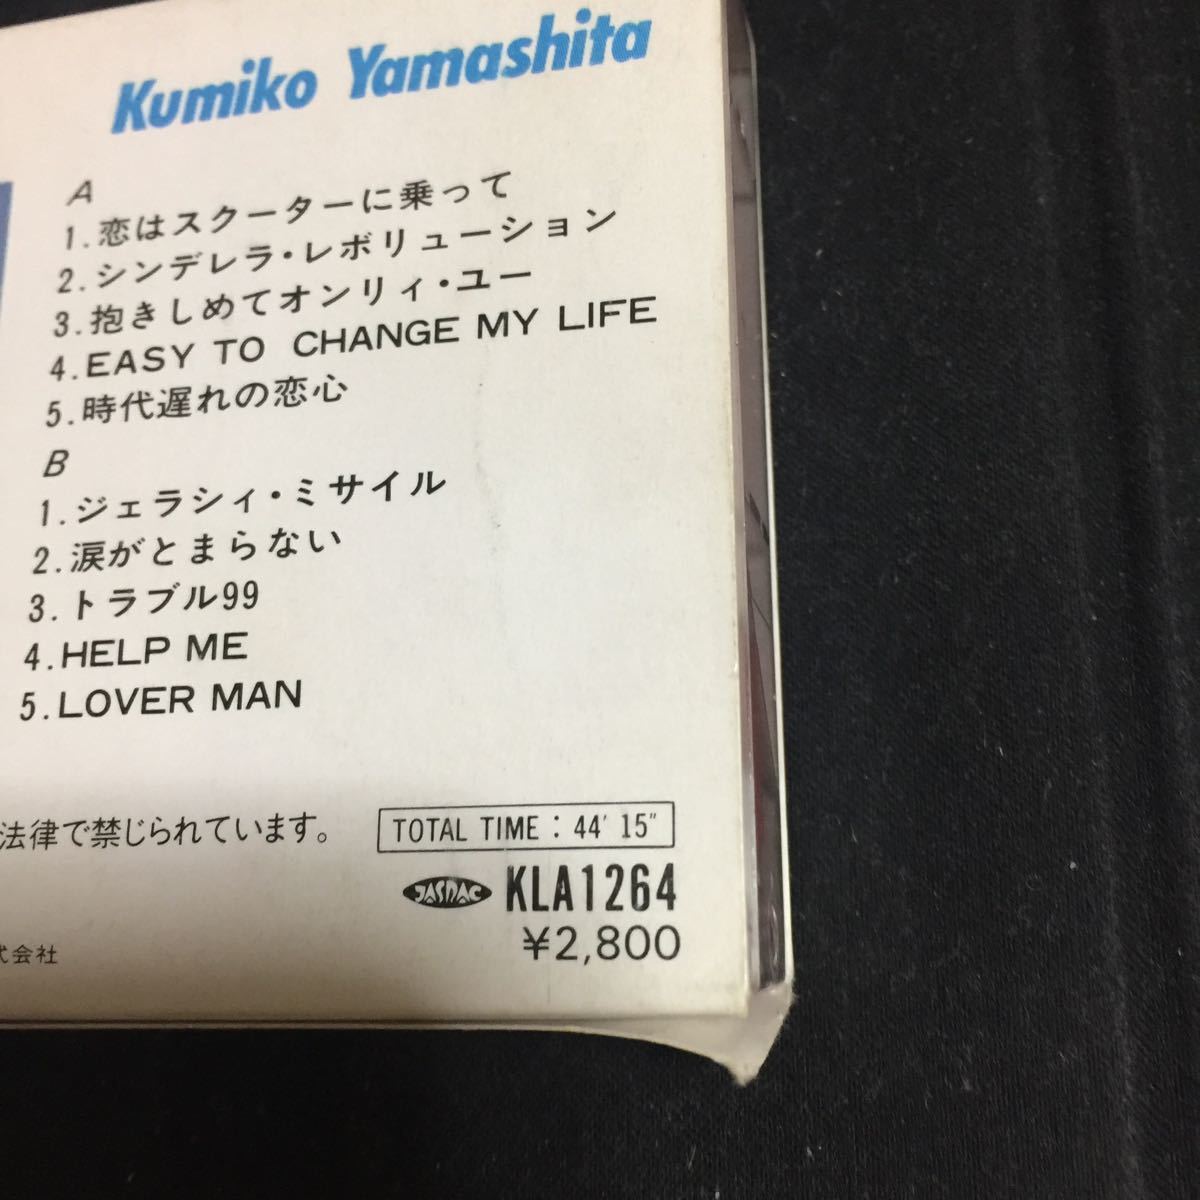 Kumiko Yamashita
A
1.恋はスクーターに乗って
2.シンデレラ・レボリューション
3.抱きしめてオンリィ・ユー
4.EASY TO CHANGE MY LIFE
5.時代遅れの恋心
B
1.ジェラシィ・ミサイル
2.涙がとまらない
3.トラブル99
4.HELP ME
5.LOVER MAN
法律で禁じられています。
TOTAL TIME : 44' 15"
JASRAC KLA1264
¥2,800
式会社